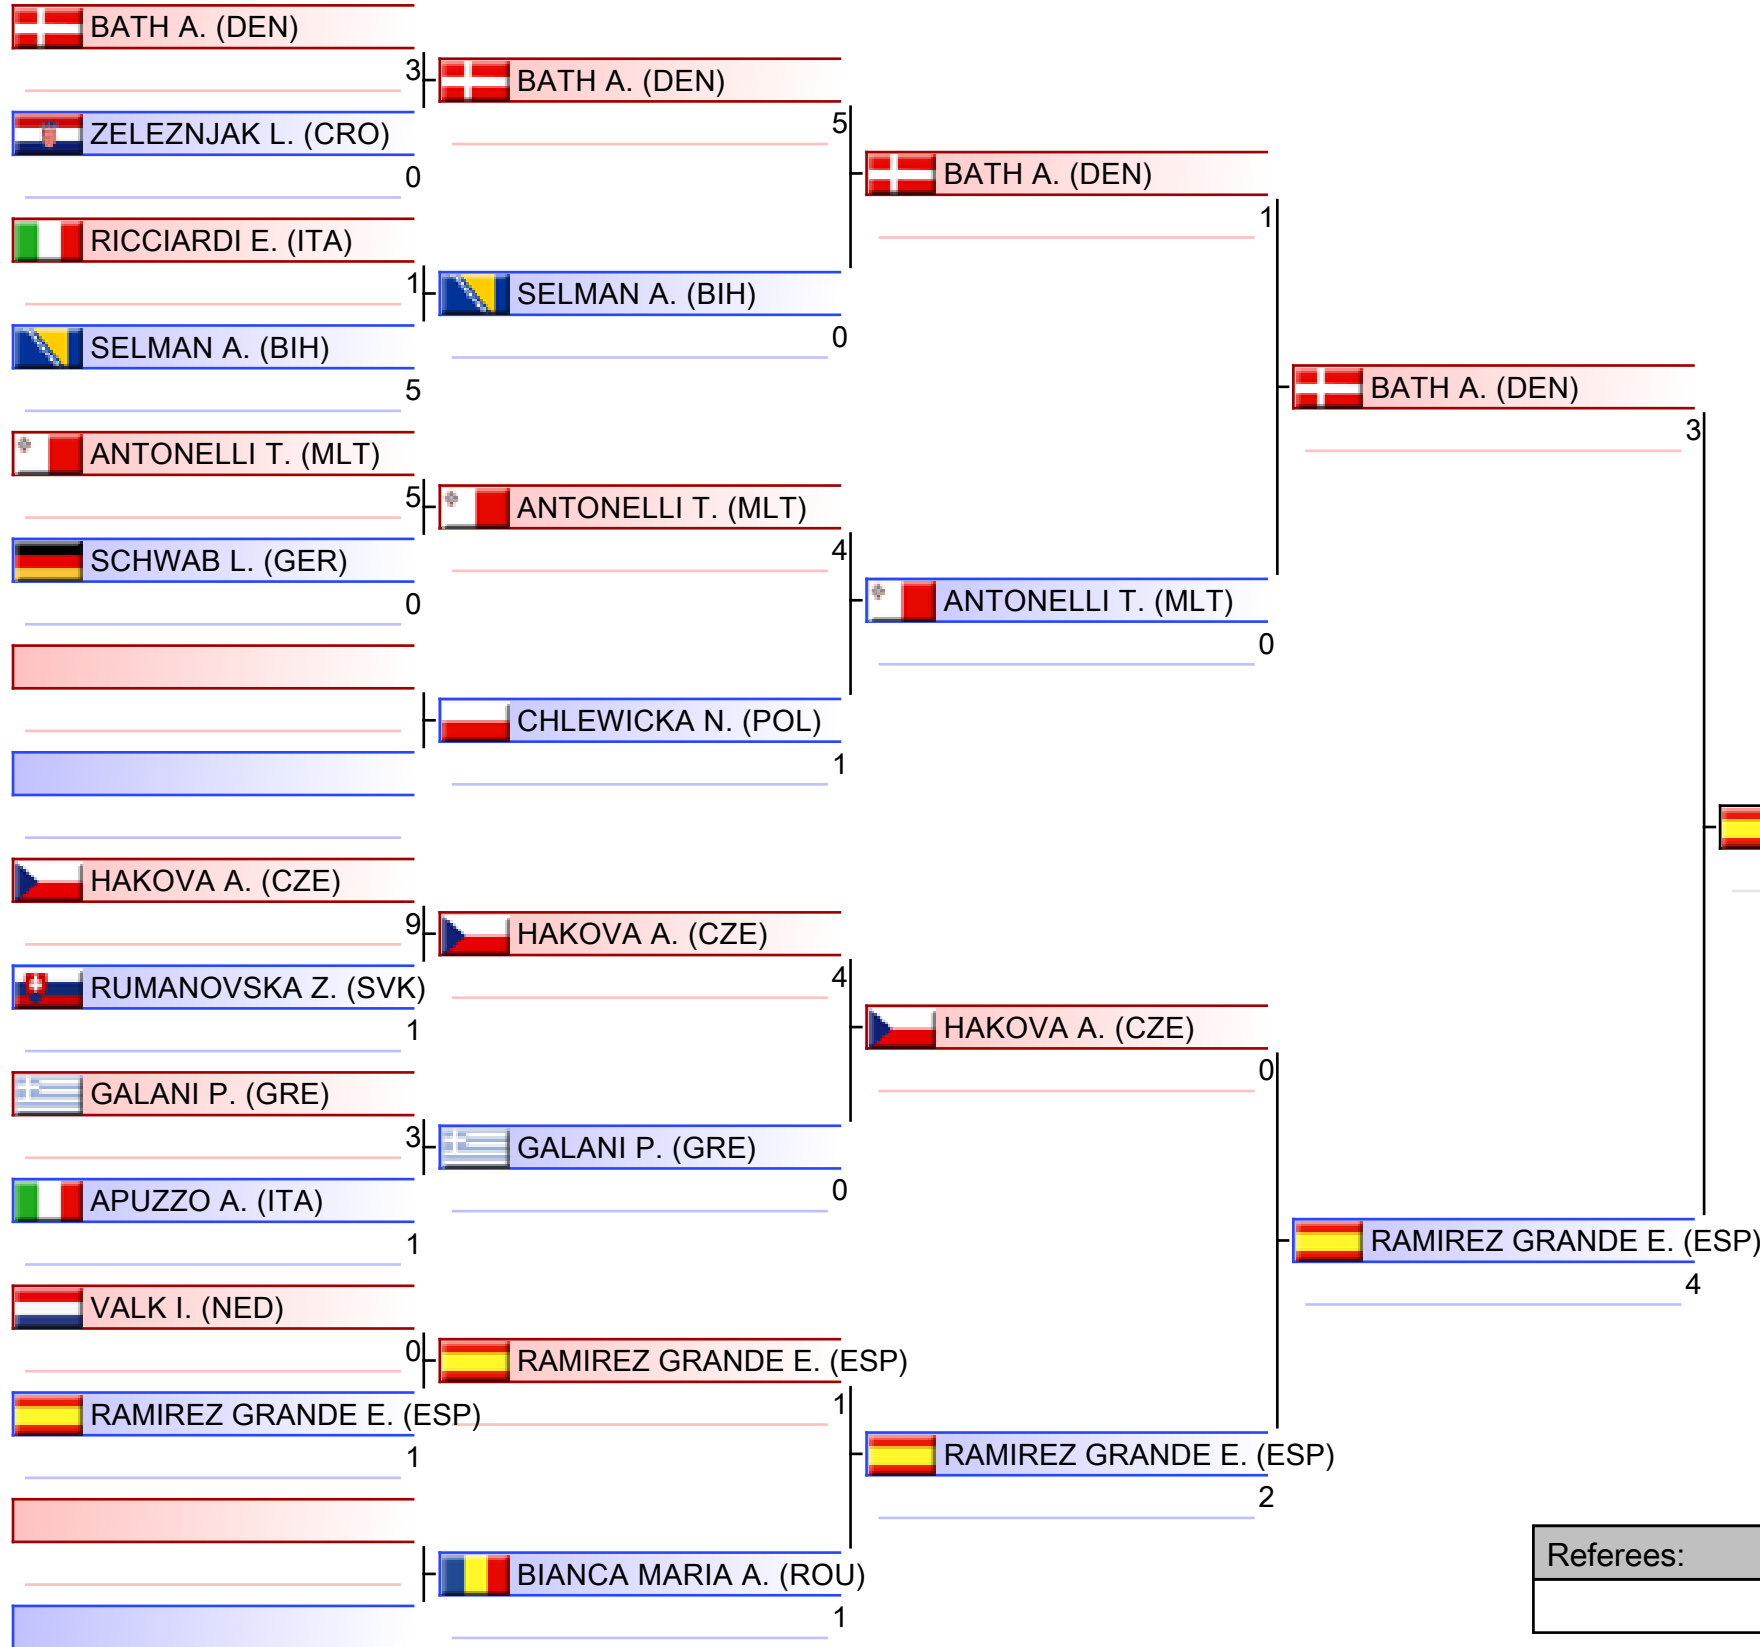 BATH A. (DEN)
3
BATH A. (DEN)
5
ZELEZNJAK L. (CRO)
0
BATH A. (DEN)
1
RICCIARDI E. (ITA)
1
SELMAN A. (BIH)
0
SELMAN A. (BIH)
5
BATH A. (DEN)
3
ANTONELLI T. (MLT)
5
ANTONELLI T. (MLT)
4
SCHWAB L. (GER)
0
ANTONELLI T. (MLT)
0
CHLEWICKA N. (POL)
1
HAKOVA A. (CZE)
9
HAKOVA A. (CZE)
4
RUMANOVSKA Z. (SVK)
1
HAKOVA A. (CZE)
0
GALANI P. (GRE)
3
GALANI P. (GRE)
0
APUZZO A. (ITA)
1
RAMIREZ GRANDE E. (ESP)
4
VALK I. (NED)
0
RAMIREZ GRANDE E. (ESP)
1
RAMIREZ GRANDE E. (ESP)
1
RAMIREZ GRANDE E. (ESP)
2
BIANCA MARIA A. (ROU)
1
Referees: